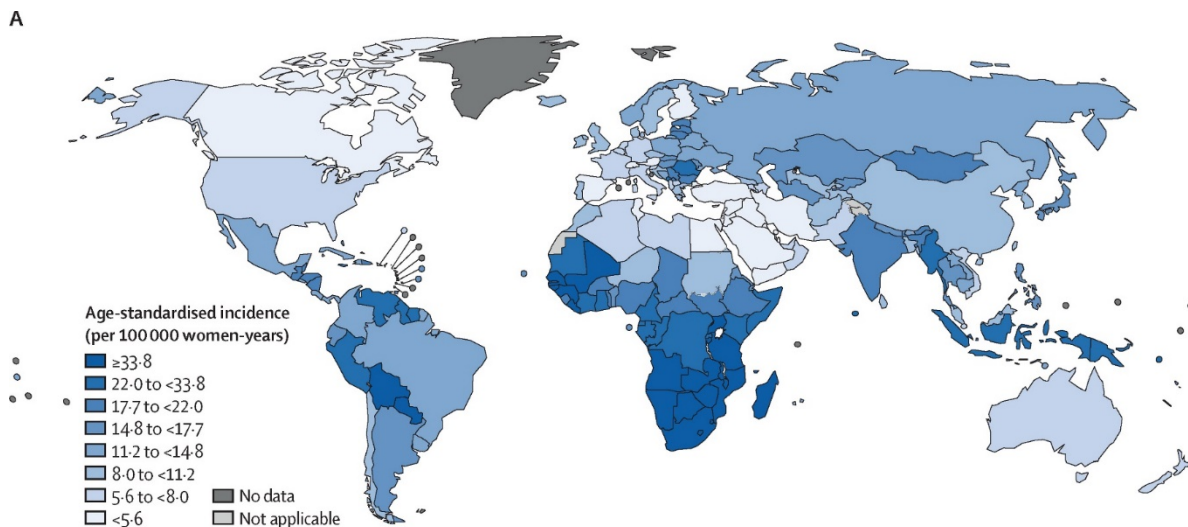 A
Age-standardised incidence
(per 100 000 women-years)
≥33·8
22·0 to <33·8
17·7 to <22·0
14·8 to <17·7
11·2 to <14·8
8·0 to <11·2
5·6 to <8·0
<5·6
No data
Not applicable